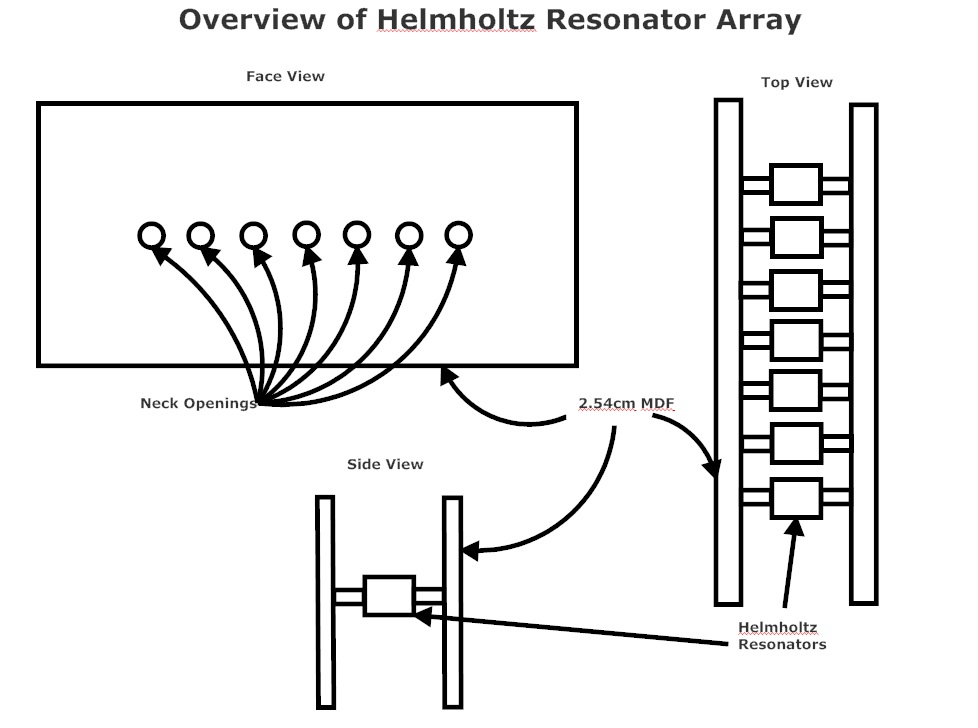 Overview of Helmholtz Resonator Array
Face View
Top View
Neck Openings
2.54cm MDF
Side View
Helmholtz
Resonators